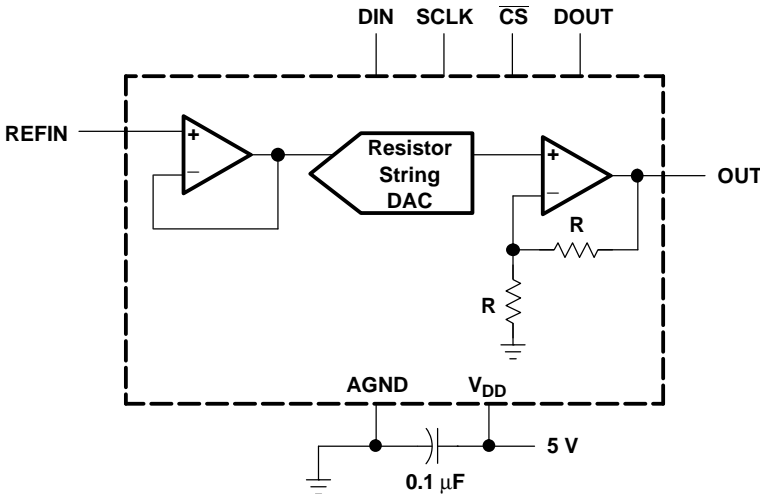 DIN SCLK CS DOUT
REFIN
+
−
Resistor
String
DAC
+
−
OUT
R
R
AGND VDD
5 V
0.1 µF